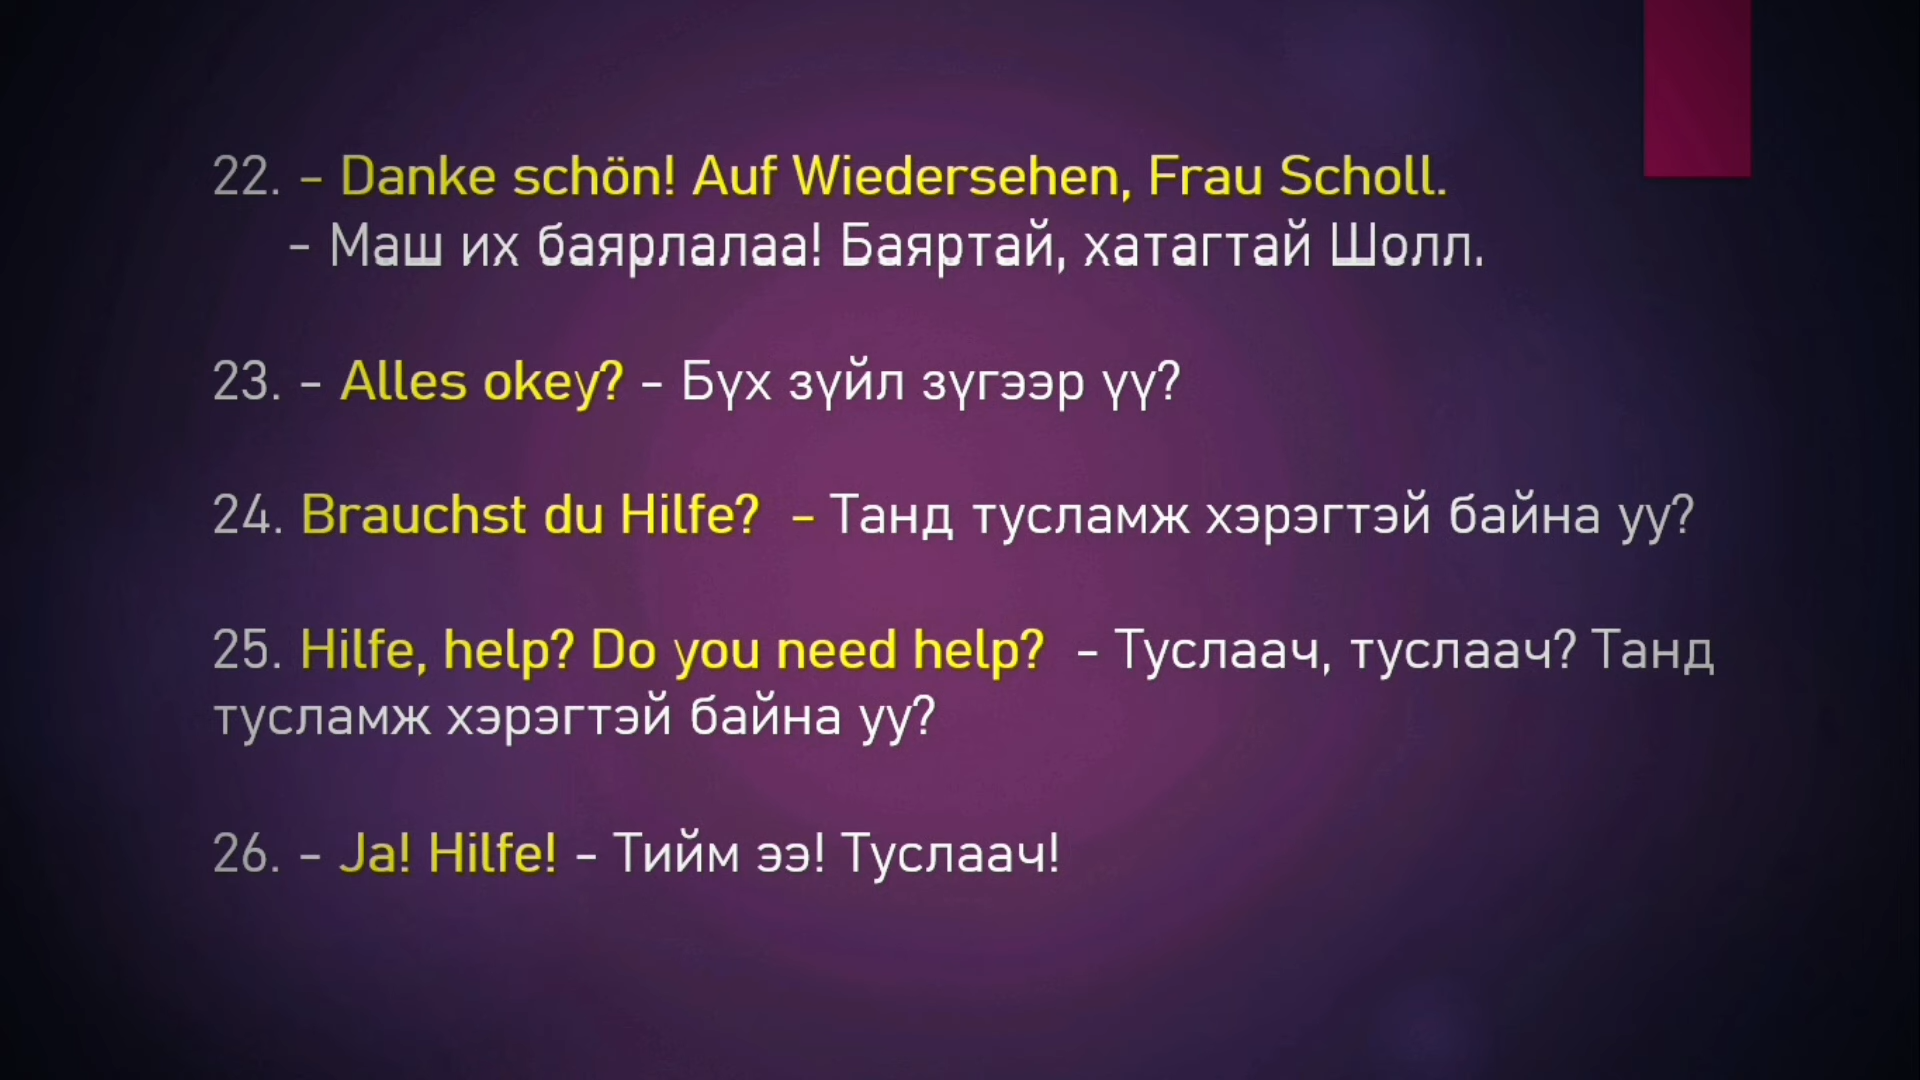 22. - Danke schön! Auf Wiedersehen, Frau Scholl.
- Маш их баярлалаа! Баяртай, хатагтай Шолл.
23. - Alles okey? - Бүх зүйл зүгээр үү?
24. Brauchst du Hilfe?  - Танд тусламж хэрэгтэй байна уу?
25. Hilfe, help? Do you need help?  - Туслаач, туслаач? Танд
тусламж хэрэгтэй байна уу?
26. - Ja! Hilfe! - Тийм ээ! Туслаач!